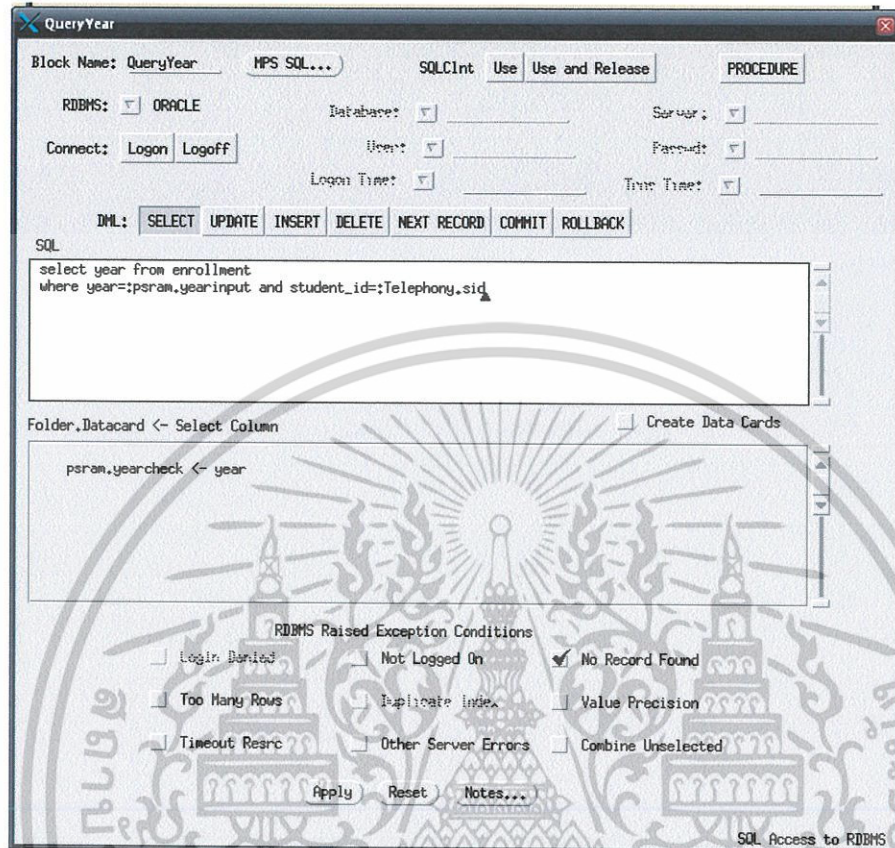 QueryYear
Block Name: QueryYear MPS SQL... SQLClnt Use Use and Release PROCEDURE
RDBMS: ORACLE Database: Server:
Connect: Logon Logoff User: Passwd:
Logon Time: Tran Time:
DML: SELECT UPDATE INSERT DELETE NEXT RECORD COMMIT ROLLBACK
SQL
select year from enrollment
where year=:psram.yearinput and student_id=:Telephony.sid
Folder.Datacard <- Select Column Create Data Cards
psram.yearcheck <- year
RDBMS Raised Exception Conditions
Login Denied Not Logged On No Record Found
Too Many Rows Duplicate Index Value Precision
Timeout Resrc Other Server Errors Combine Unselected
Apply Reset Notes...
SQL Access to RDBMS